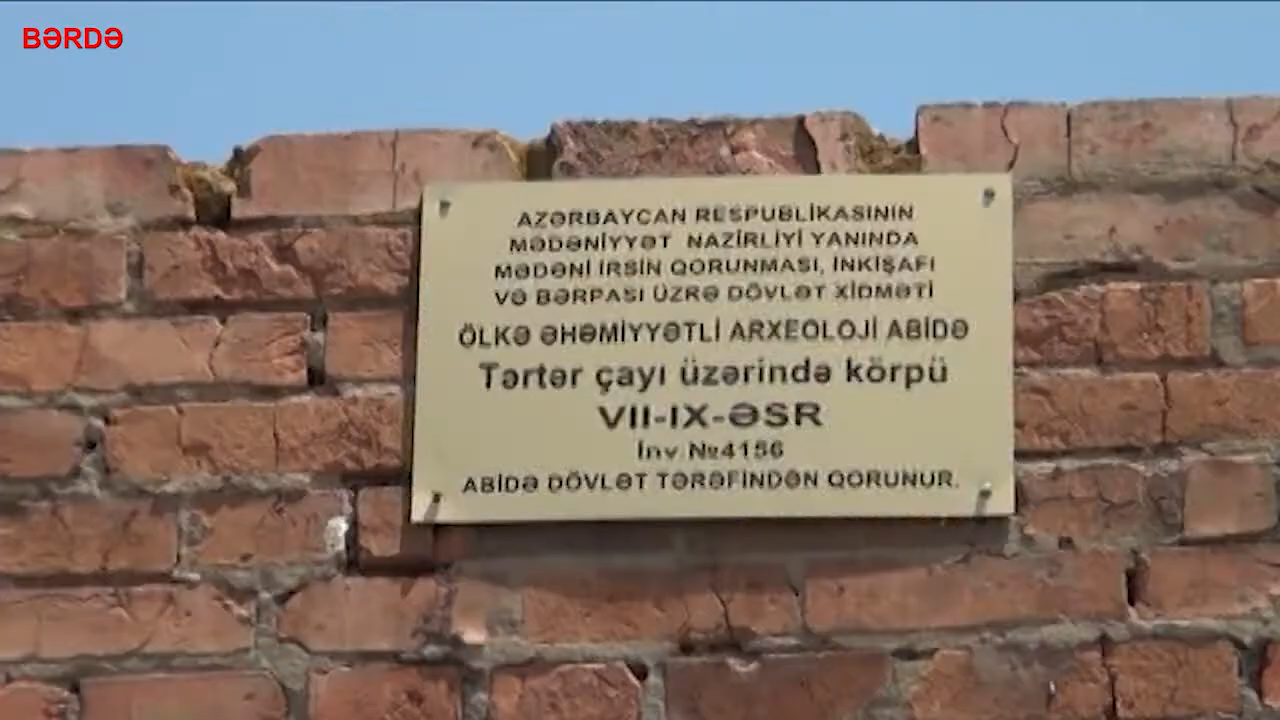 BƏRDƏ
AZƏRBAYCAN RESPUBLİKASININ
MƏDƏNİYYƏT NAZİRLİYİ YANINDA
MƏDƏNİ İRSİN QORUNMASI, İNKİŞAFI
VƏ BƏRPASI ÜZRƏ DÖVLƏT XİDMƏTİ
ÖLKƏ ƏHƏMİYYƏTLİ ARXEOLOJİ ABİDƏ
Tərtər çayı üzərində körpü
VII-IX-ƏSR
İnv.№4156
ABİDƏ DÖVLƏT TƏRƏFİNDƏN QORUNUR.